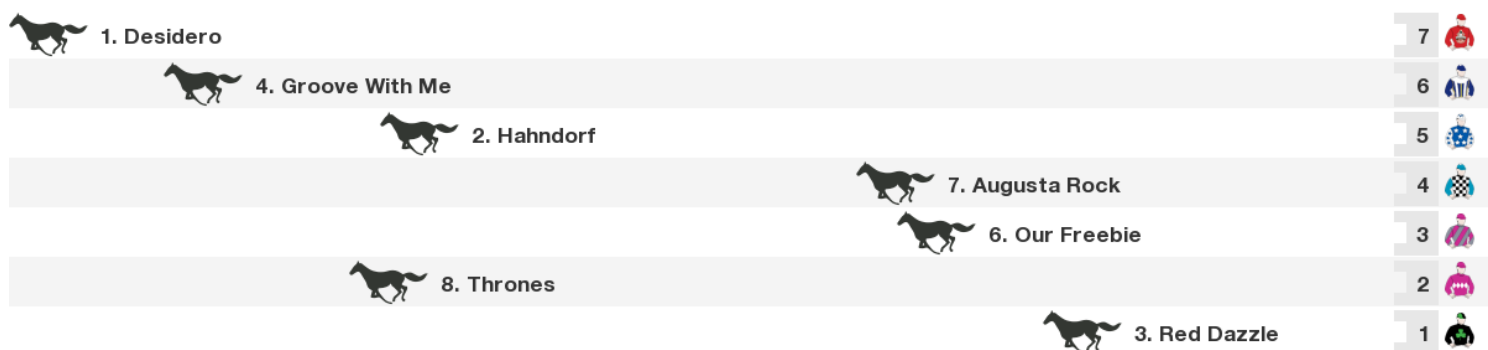 1. Desidero 7
4. Groove With Me 6
2. Hahndorf 5
7. Augusta Rock 4
6. Our Freebie 3
8. Thrones 2
3. Red Dazzle 1